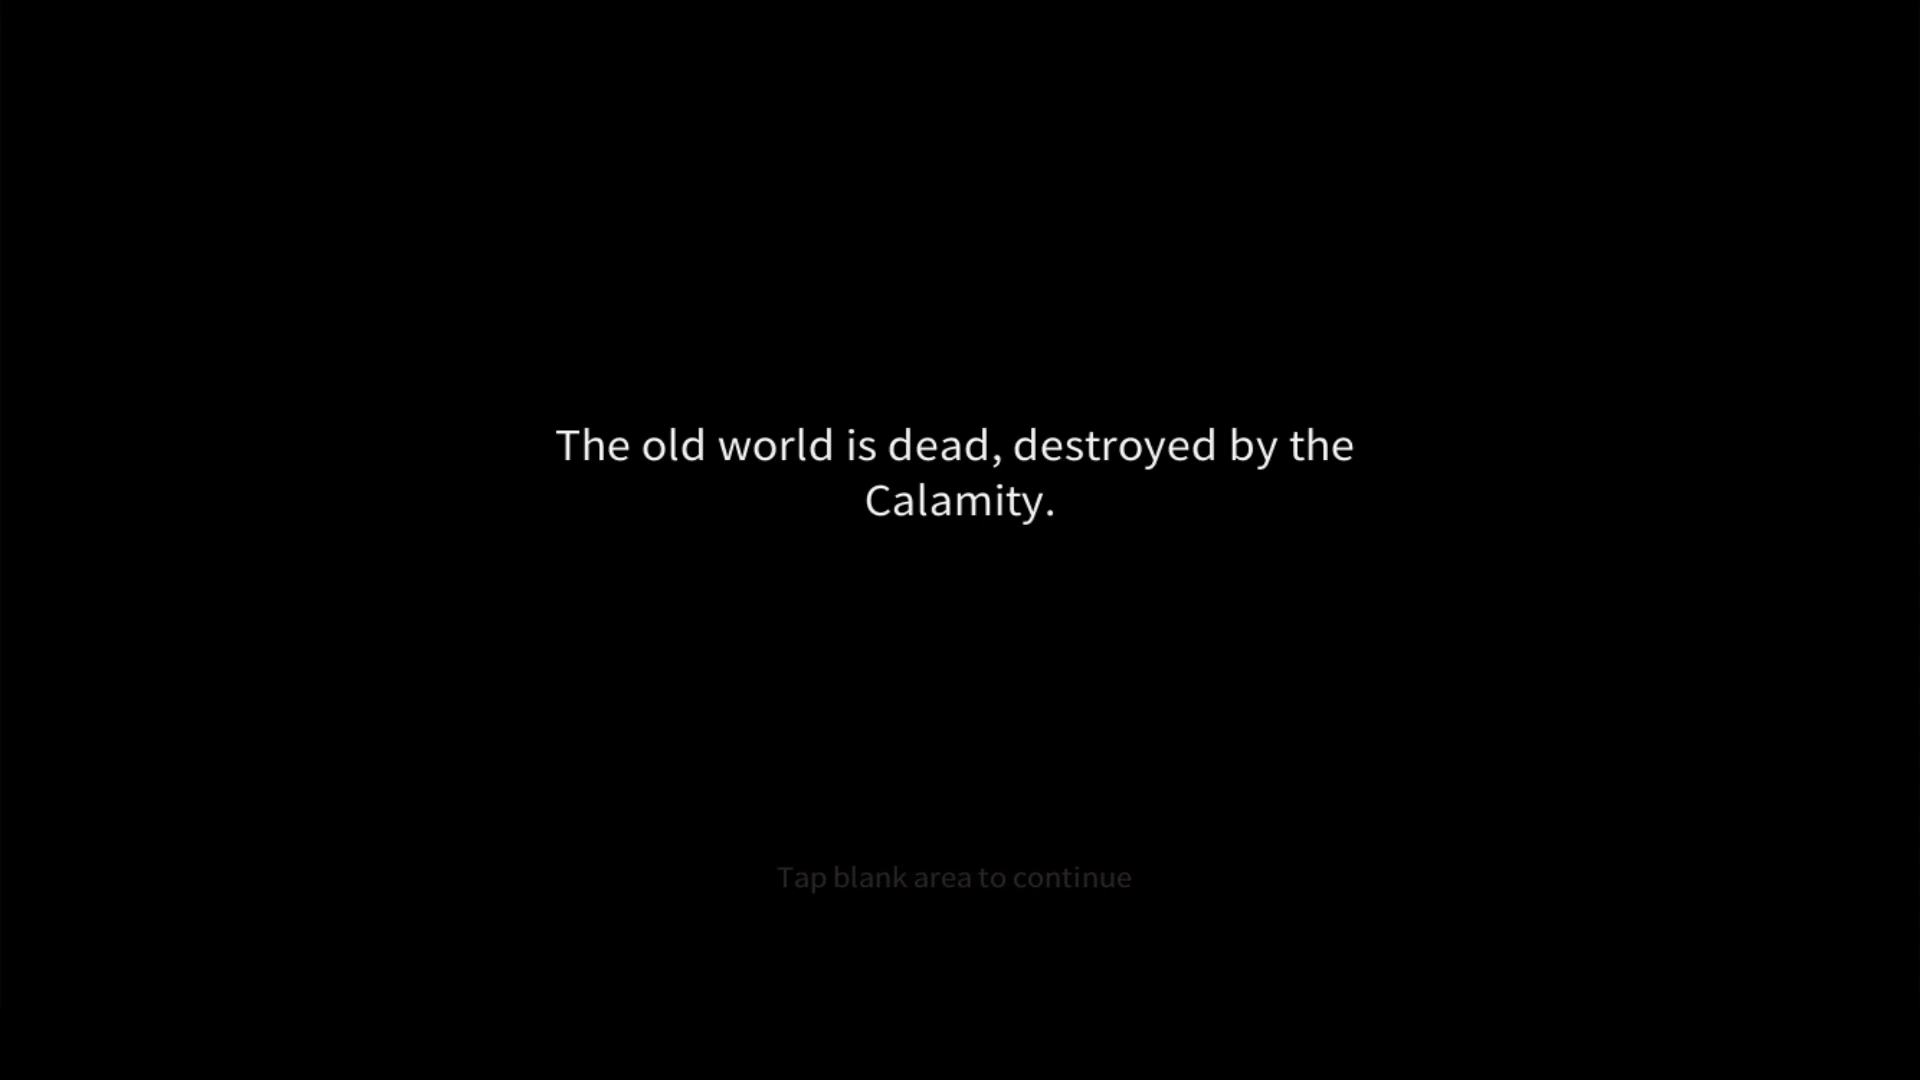 The old world is dead, destroyed by the
Calamity.
Tap blank area to continue